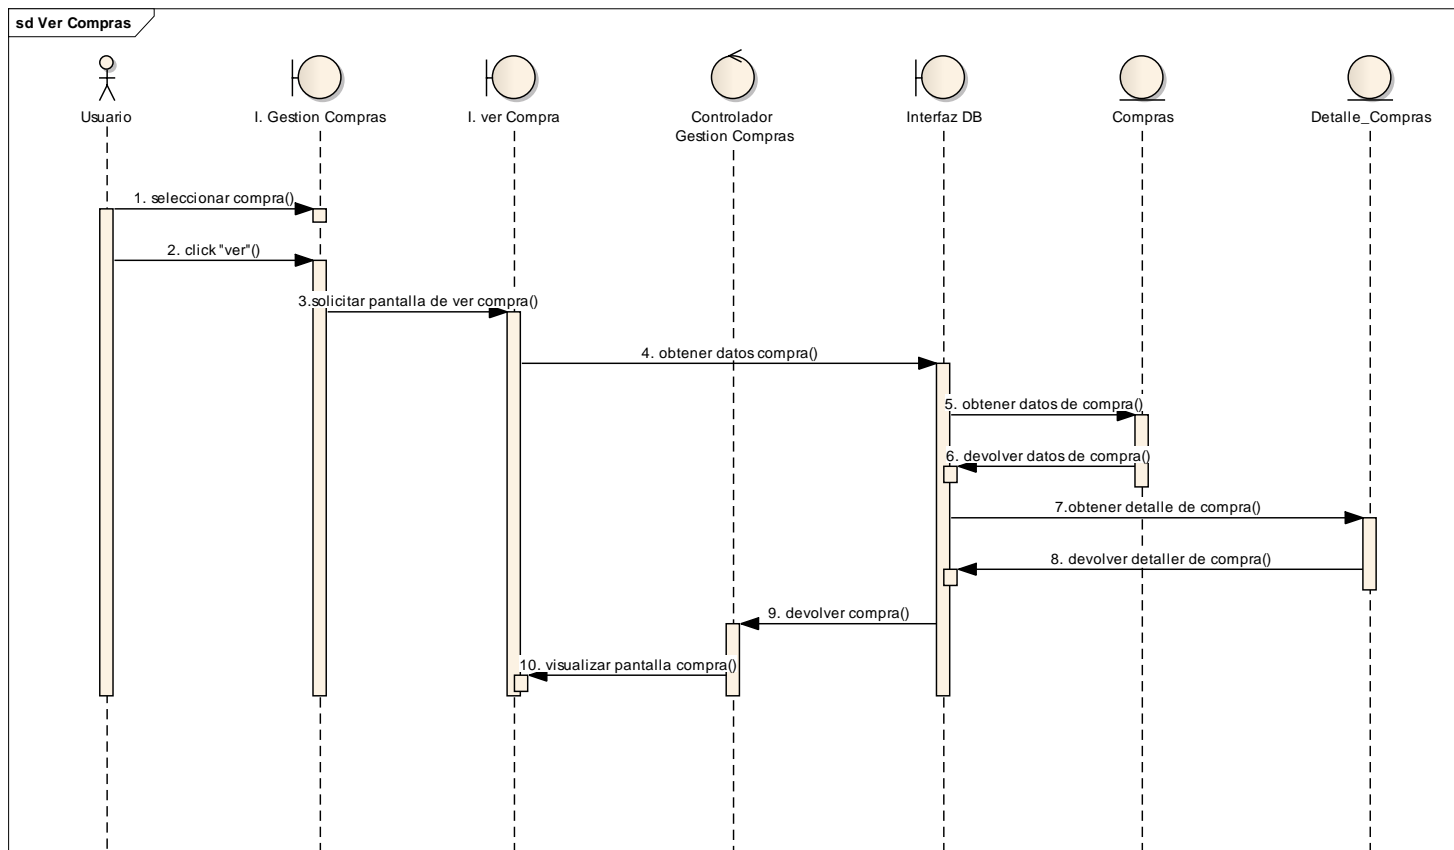 sd Ver Compras
Usuario
I. Gestion Compras
I. ver Compra
Controlador
Gestion Compras
Interfaz DB
Compras
Detalle_Compras
1. seleccionar compra()
2. click "ver"()
3.solicitar pantalla de ver compra()
4. obtener datos compra()
5. obtener datos de compra()
6. devolver datos de compra()
7.obtener detalle de compra()
8. devolver detaller de compra()
9. devolver compra()
10. visualizar pantalla compra()